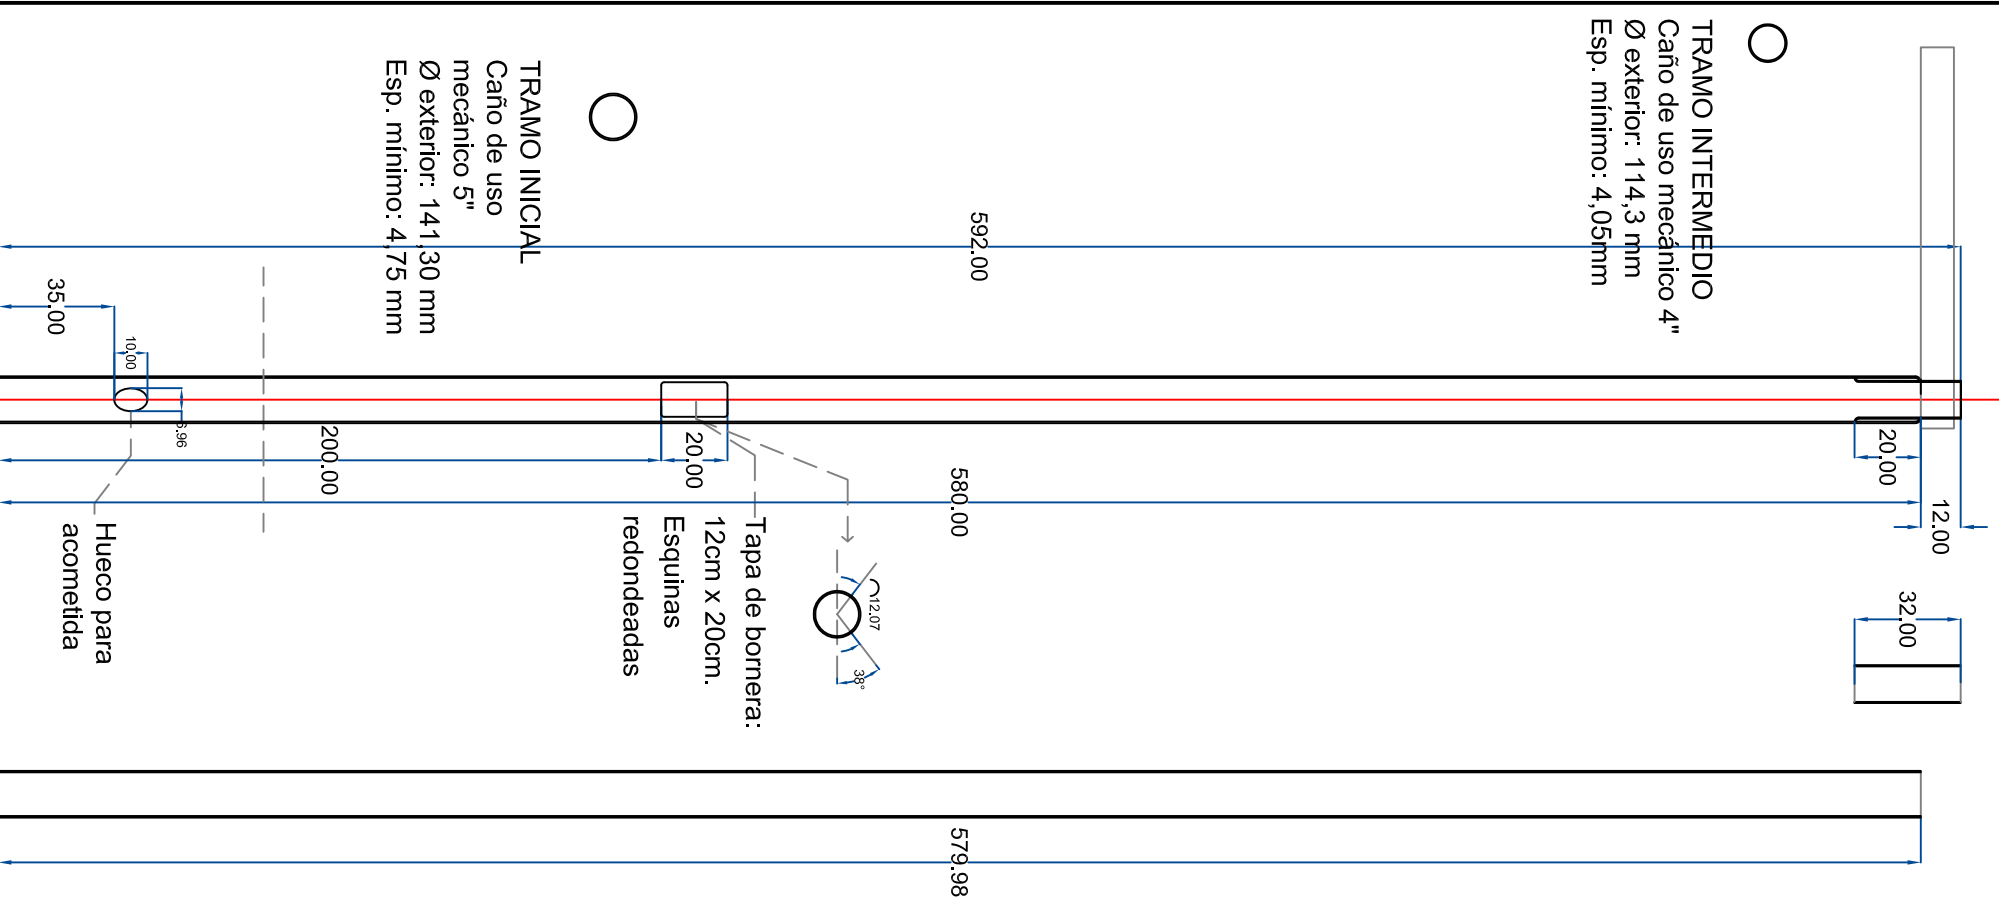 TRAMO INTERMEDIO
Caño de uso mecánico 4"
Ø exterior: 114,3 mm
Esp. mínimo: 4,05mm
TRAMO INICIAL
Caño de uso
mecánico 5"
Ø exterior: 141,30 mm
Esp. mínimo: 4,75 mm
592.00
35.00
10.00
6.96
200.00
20.00
20.00
580.00
12.00
Tapa de bornera:
12cm x 20cm.
Esquinas
redondeadas
Hueco para
acometida
12.07
38°
32.00
579.98